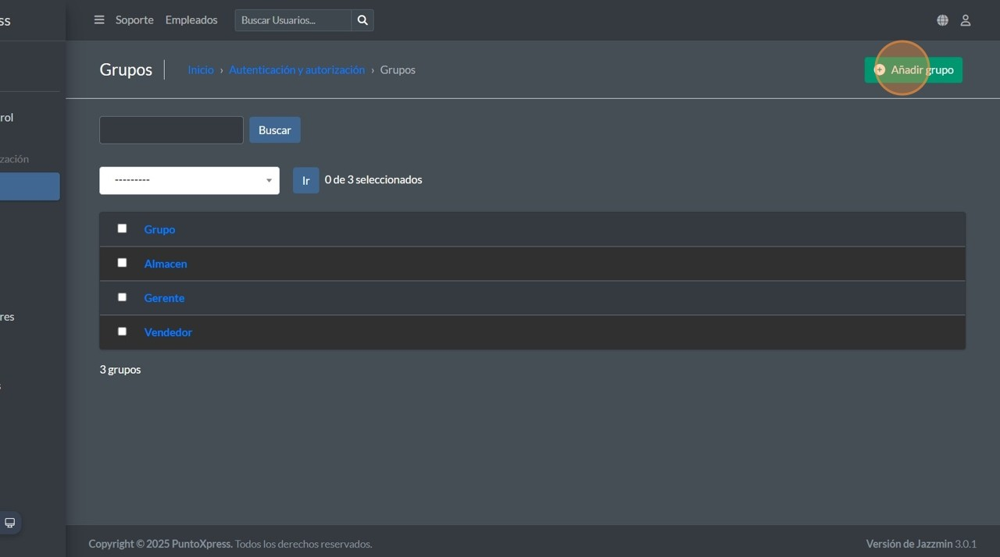 ss
Soporte Empleados Buscar Usuarios...
Grupos Inicio › Autenticación y autorización › Grupos Añadir grupo
rol
Buscar
zación
--------- Ir 0 de 3 seleccionados
Grupo
Almacen
Gerente
res
Vendedor
3 grupos
s
Copyright © 2025 PuntoXpress. Todos los derechos reservados. Versión de Jazzmin 3.0.1